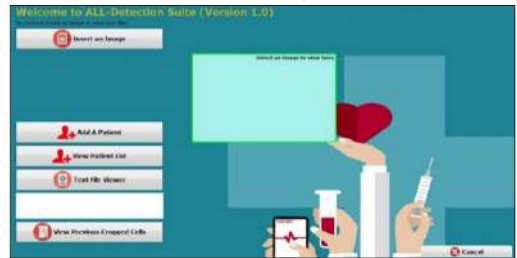 Welcome to ALL-Detection Suite (Version 1.0)
Insert an Image
Select an Image to view here
Add A Patient
View Patient List
Text File Viewer
View Previous Cropped Cells
Cancel